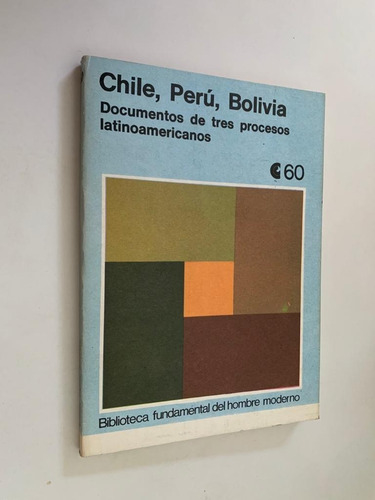 Chile, Perú, Bolivia
Documentos de tres procesos
latinoamericanos
60
Biblioteca fundamental del hombre moderno